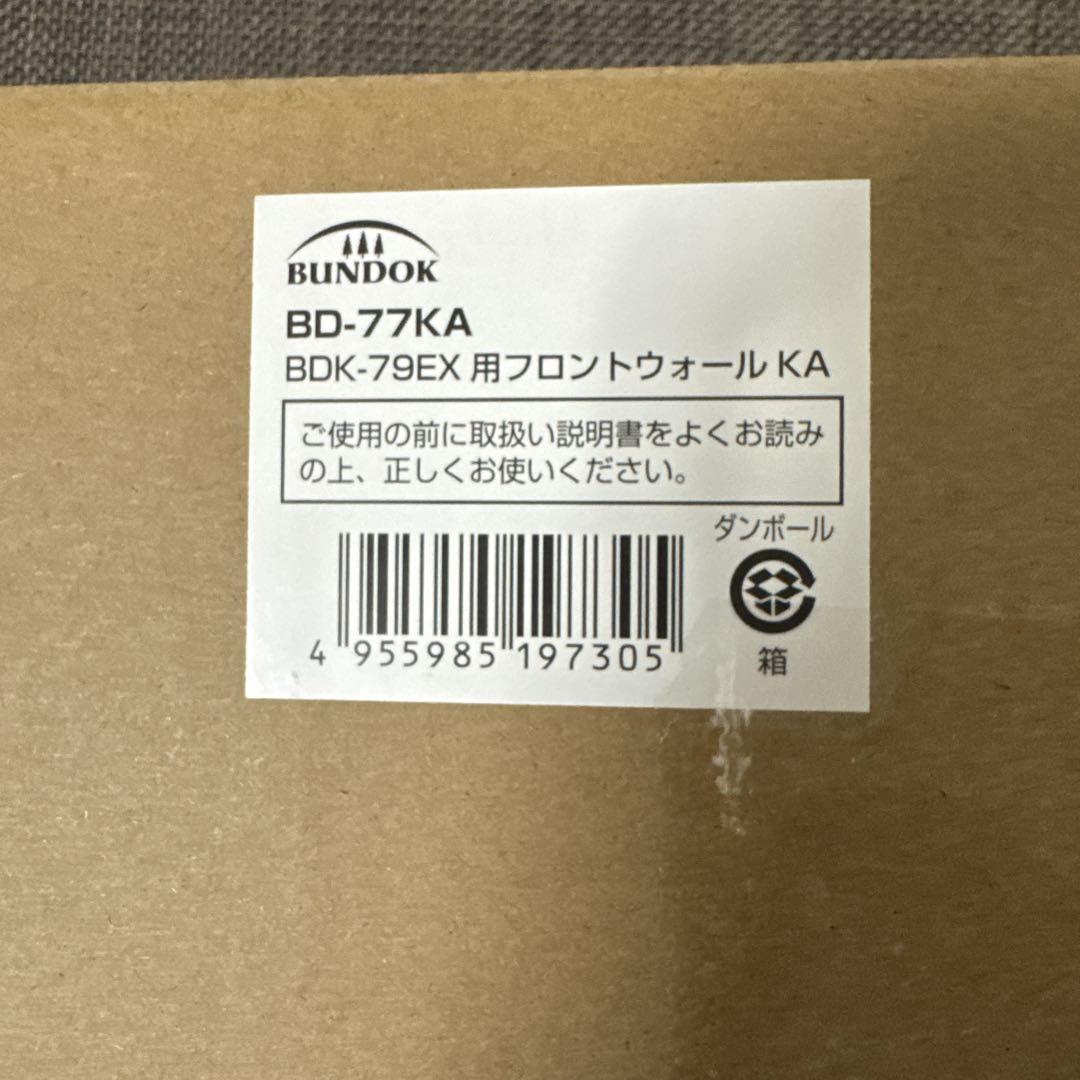 BUNDOK
BD-77KA
BDK-79EX 用フロントウォール KA
ご使用の前に取扱い説明書をよくお読み
の上、正しくお使いください。
ダンボール
箱
4 955985 197305